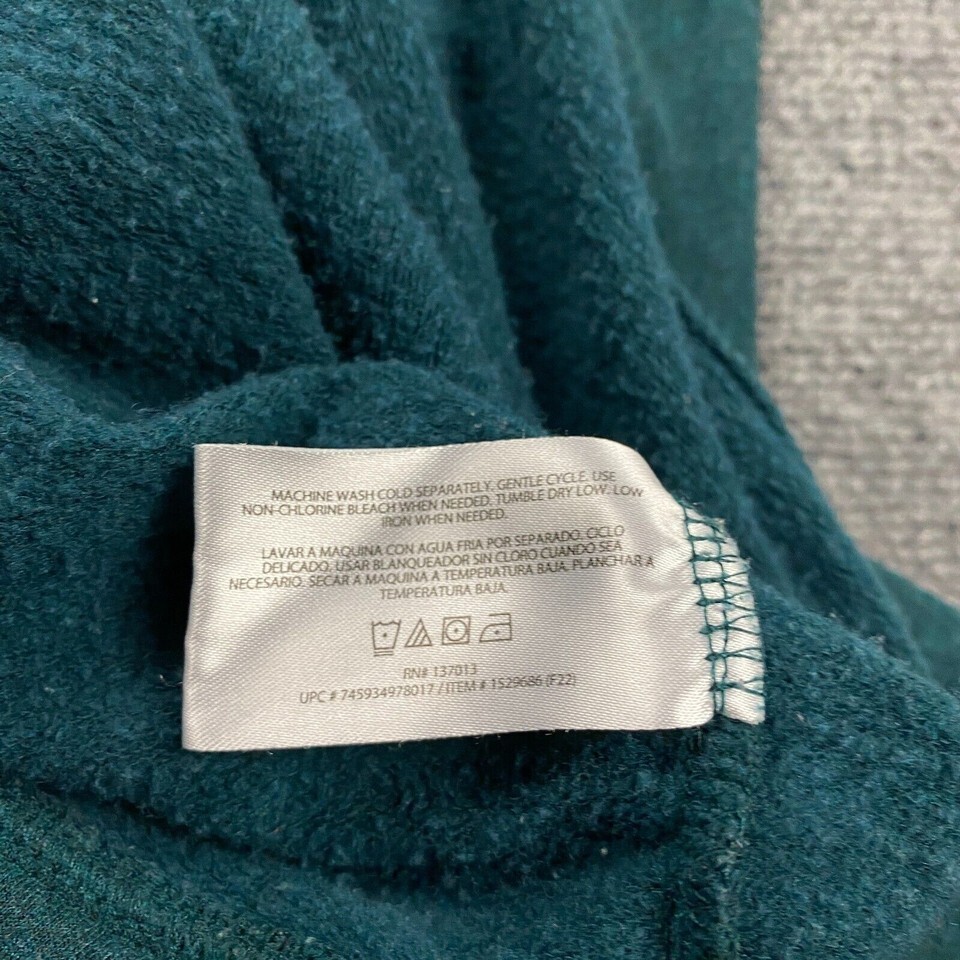 MACHINE WASH COLD SEPARATELY. GENTLE CYCLE. USE
NON-CHLORINE BLEACH WHEN NEEDED. TUMBLE DRY LOW. LOW
IRON WHEN NEEDED.
LAVAR A MAQUINA CON AGUA FRIA POR SEPARADO. CICLO
DELICADO. USAR BLANQUEADOR SIN CLORO CUANDO SEA
NECESARIO. SECAR A MAQUINA A TEMPERATURA BAJA. PLANCHAR A
TEMPERATURA BAJA.
RN# 137013
UPC # 745934978017 / ITEM # 1529686 (F22)